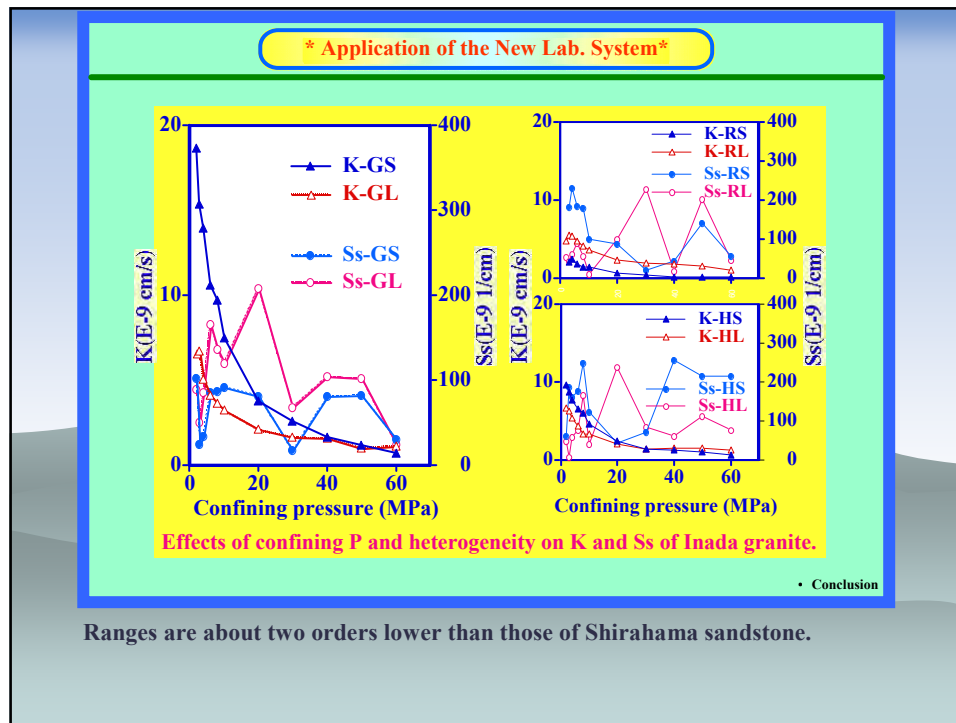 * Application of the New Lab. System*
20
10
0
K(E-9 cm/s)
K-GS
K-GL
Ss-GS
Ss-GL
400
300
200
100
0
Ss(E-9 1/cm)
0 20 40 60
Confining pressure (MPa)
20
10
0
K(E-9 cm/s)
K-RS
K-RL
Ss-RS
Ss-RL
400
300
200
100
0
Ss(E-9 1/cm)
20
10
0
K-HS
K-HL
Ss-HS
Ss-HL
400
300
200
100
0
0 20 40 60
Confining pressure (MPa)
Effects of confining P and heterogeneity on K and Ss of Inada granite.
• Conclusion
Ranges are about two orders lower than those of Shirahama sandstone.